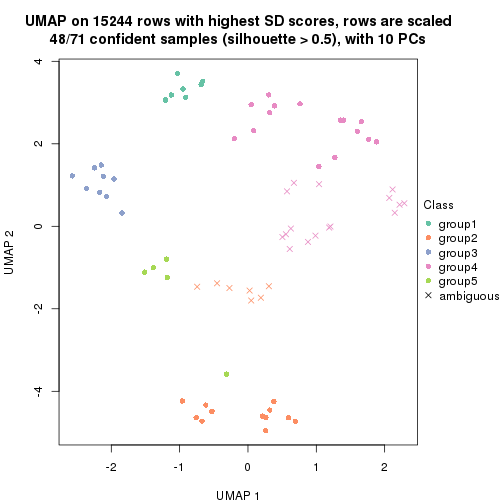 UMAP on 15244 rows with highest SD scores, rows are scaled
48/71 confident samples (silhouette > 0.5), with 10 PCs
4
2
0
-2
-4
UMAP 2
-2
-1
0
1
2
UMAP 1
Class
group1
group2
group3
group4
group5
ambiguous